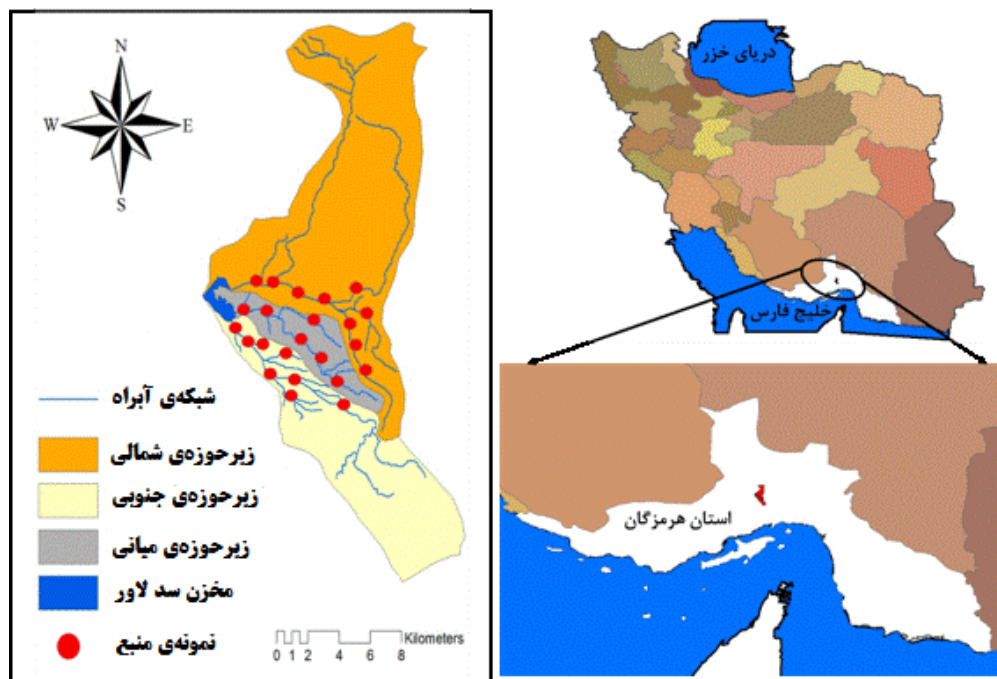 N
W E
S
شبکه‌ی آبراه
زیرحوزه‌ی شمالی
زیرحوزه‌ی جنوبی
زیرحوزه‌ی میانی
مخزن سد لاور
نمونه‌ی منبع
Kilometers
0 1 2 4 6 8
دریای خزر
خلیج فارس
استان هرمزگان